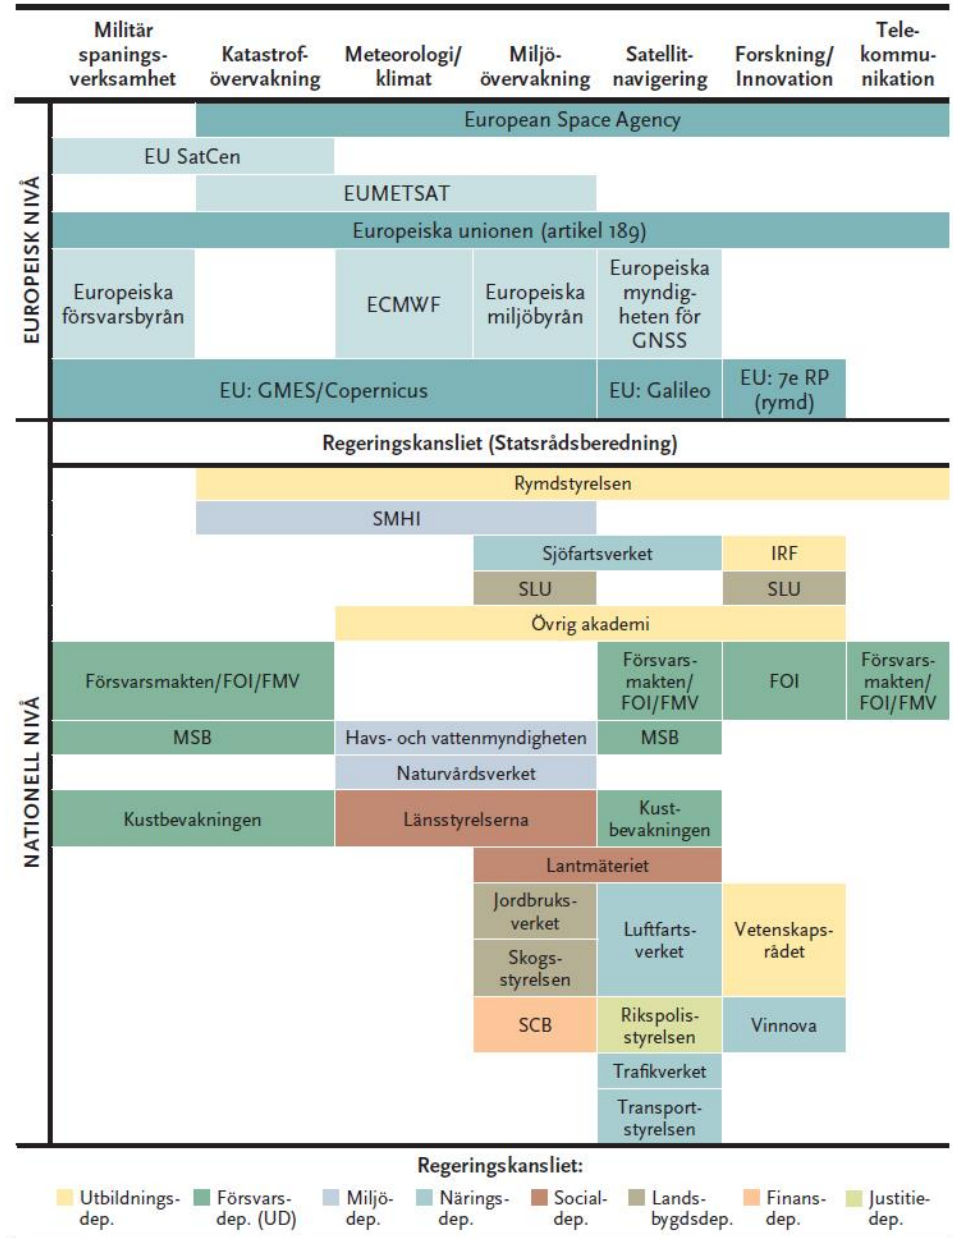 Militär
spanings-
verksamhet
Katastrof-
övervakning
Meteorologi/
klimat
Miljö-
övervakning
Satellit-
navigering
Forskning/
Innovation
Tele-
kommu-
nikation
EUROPEISK NIVÅ
European Space Agency
EU SatCen
EUMETSAT
Europeiska unionen (artikel 189)
Europeiska
försvarsbyrån
ECMWF
Europeiska
miljöbyrån
Europeiska
myndig-
heten för
GNSS
EU: GMES/Copernicus
EU: Galileo
EU: 7e RP
(rymd)
NATIONELL NIVÅ
Regeringskansliet (Statsrådsberedning)
Rymdstyrelsen
SMHI
Sjöfartsverket
IRF
SLU
SLU
Övrig akademi
Försvarsmakten/FOI/FMV
Försvars-
makten/
FOI/FMV
FOI
Försvars-
makten/
FOI/FMV
MSB
Havs- och vattenmyndigheten
MSB
Naturvårdsverket
Kustbevakningen
Länsstyrelserna
Kust-
bevakningen
Lantmäteriet
Jordbruks-
verket
Skogs-
styrelsen
Luftfarts-
verket
Vetenskaps-
rådet
SCB
Rikspolis-
styrelsen
Vinnova
Trafikverket
Transport-
styrelsen
Regeringskansliet:
Utbildnings-
dep.
Försvars-
dep. (UD)
Miljö-
dep.
Närings-
dep.
Social-
dep.
Lands-
bygdsdep.
Finans-
dep.
Justitie-
dep.